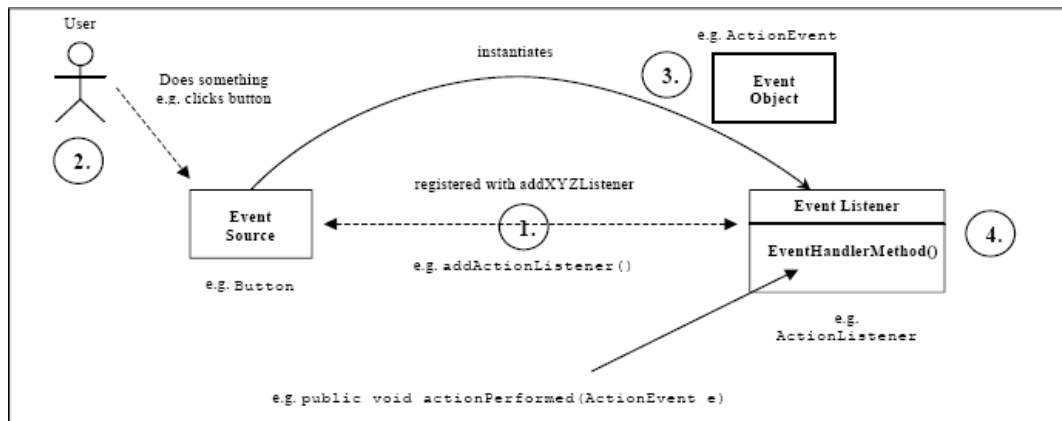 User
e.g. ActionEvent
instantiates
3.
Event
Object
Does something
e.g. clicks button
2.
registered with addXYZListener
Event
Source
1.
Event Listener
EventHandlerMethod()
4.
e.g. addActionListener()
e.g. Button
e.g.
ActionListener
e.g. public void actionPerformed(ActionEvent e)